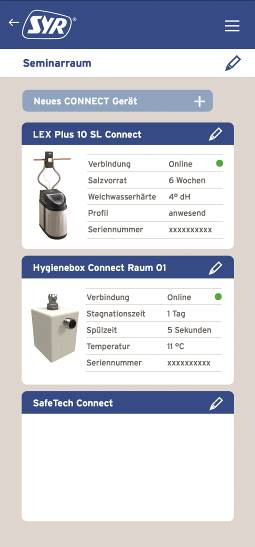 SYR®
Seminarraum
Neues CONNECT Gerät +
LEX Plus 10 SL Connect
Verbindung Online
Salzvorrat 6 Wochen
Weichwasserhärte 4° dH
Profil anwesend
Seriennummer xxxxxxxxxx
Hygienebox Connect Raum 01
Verbindung Online
Stagnationszeit 1 Tag
Spülzeit 5 Sekunden
Temperatur 11 °C
Seriennummer xxxxxxxxxx
SafeTech Connect